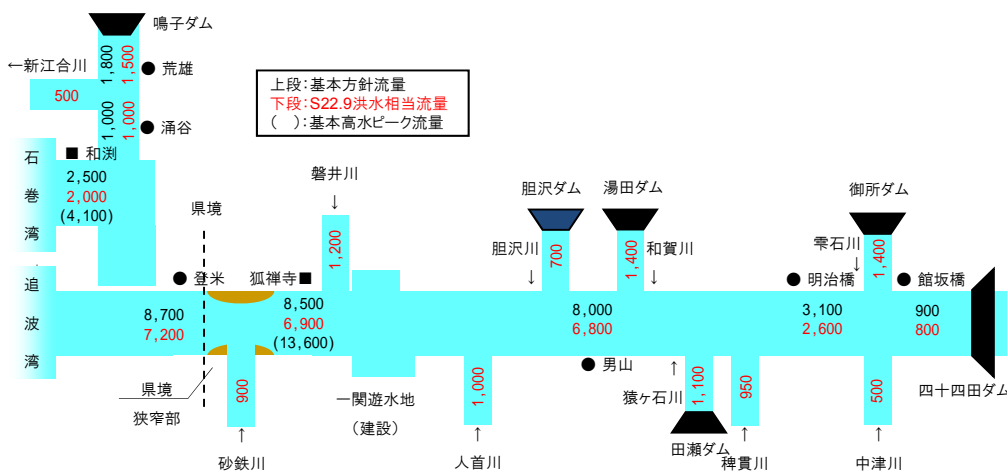 鳴子ダム
←新江合川
1,800
1,500
● 荒雄
500
1,000
1,000
● 涌谷
上段：基本方針流量
下段：S22.9洪水相当流量
（　）：基本高水ピーク流量
石巻湾
■ 和渕
2,500
2,000
(4,100)
県境
磐井川
↓
1,200
胆沢ダム
湯田ダム
御所ダム
胆沢川
↓
700
1,400
和賀川
↓
雫石川
↓
1,400
● 登米
狐禅寺■
● 明治橋
● 館坂橋
追波湾
8,700
7,200
8,500
6,900
(13,600)
8,000
6,800
3,100
2,600
900
800
● 男山
県境
狭窄部
900
一関遊水地
（建設）
1,000
↑
猿ヶ石川
1,100
950
500
四十四田ダム
↑
砂鉄川
↑
人首川
田瀬ダム
↑
稗貫川
↑
中津川